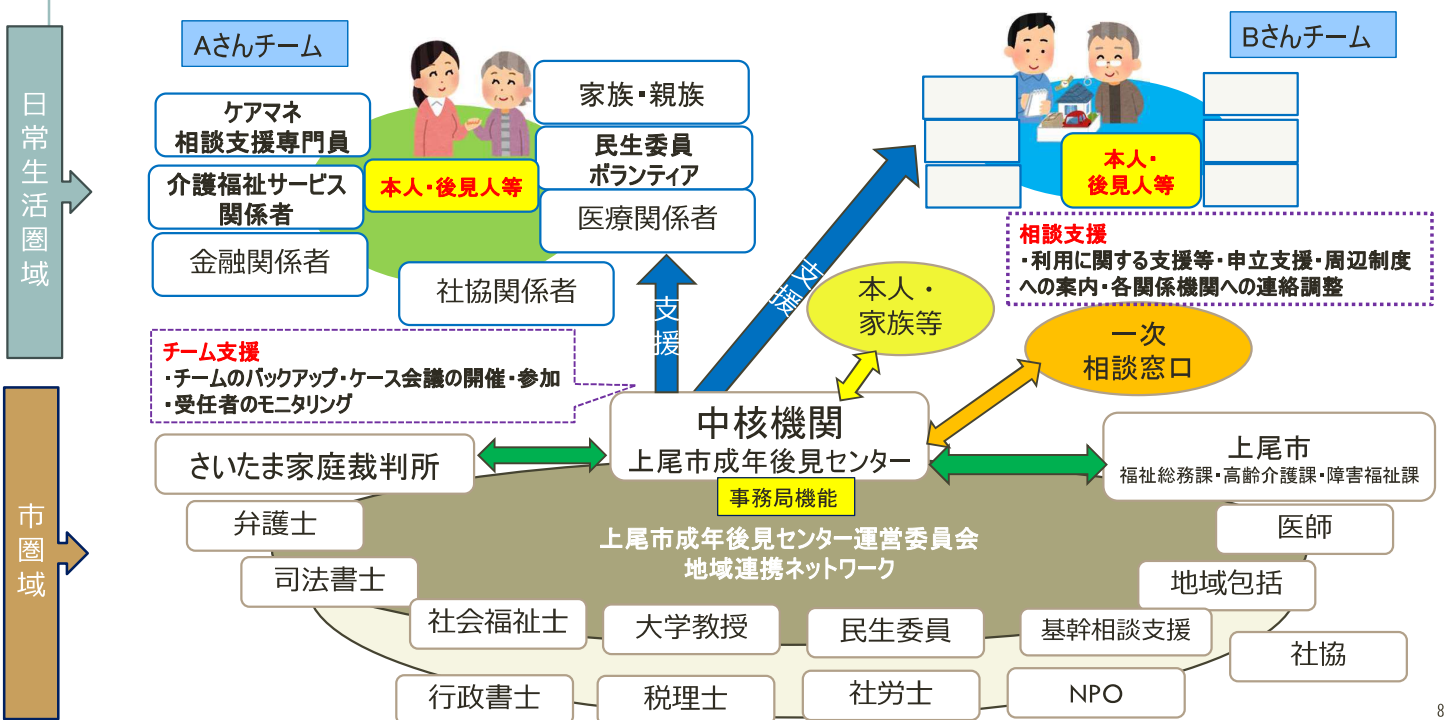 日常生活圏域
Aさんチーム
ケアマネ
相談支援専門員
介護福祉サービス
関係者
金融関係者
本人・後見人等
家族・親族
民生委員
ボランティア
医療関係者
社協関係者
Bさんチーム
本人・
後見人等
相談支援
・利用に関する支援等・申立支援・周辺制度
への案内・各関係機関への連絡調整
支援
支援
本人・
家族等
一次
相談窓口
チーム支援
・チームのバックアップ・ケース会議の開催・参加
・受任者のモニタリング
市圏域
中核機関
上尾市成年後見センター
事務局機能
さいたま家庭裁判所
上尾市
福祉総務課・高齢介護課・障害福祉課
上尾市成年後見センター運営委員会
地域連携ネットワーク
弁護士
司法書士
社会福祉士
大学教授
民生委員
基幹相談支援
地域包括
医師
行政書士
税理士
社労士
NPO
社協
8